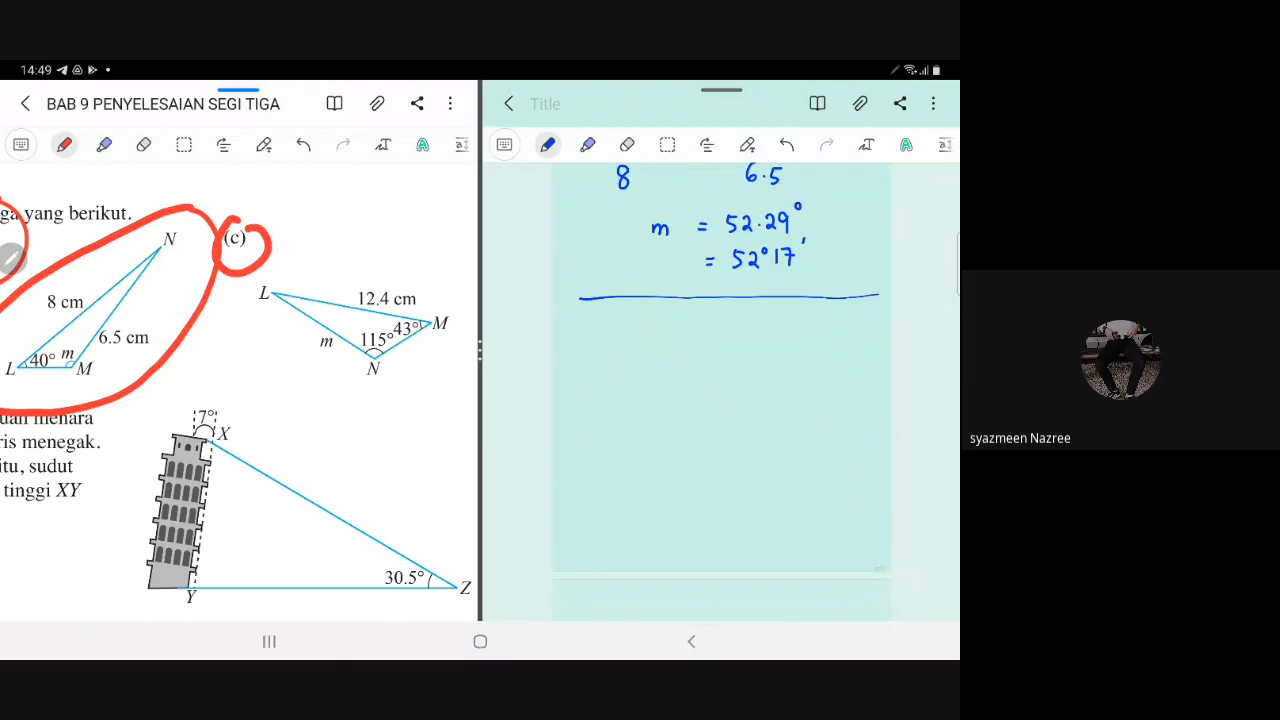 14:49
BAB 9 PENYELESAIAN SEGI TIGA
Title
ga yang berikut.
(c)
N
8 cm
6.5 cm
L
40°
m
M
L
12.4 cm
M
43°
115°
m
N
uan menara
ris menegak.
itu, sudut
tinggi XY
7°
X
30.5°
Y
Z
8
6.5
m = 52.29°
= 52°17'
syazmeen Nazree